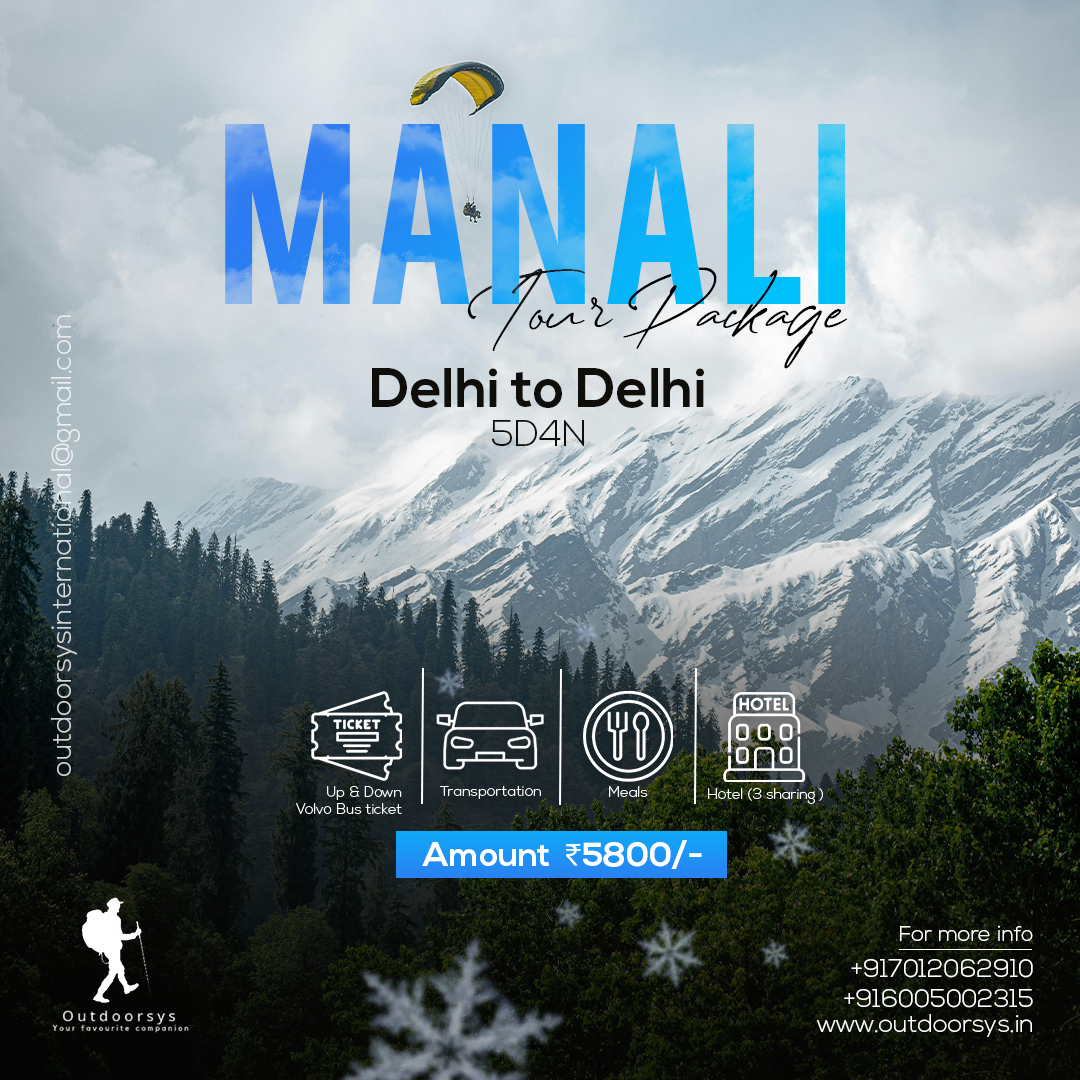 MANALI
Tour Package
Delhi to Delhi
5D4N
outdoorsysinternational@gmail.com
TICKET
HOTEL
Up & Down
Volvo Bus ticket
Transportation
Meals
Hotel (3 sharing )
Amount ₹5800/-
Outdoorsys
Your favourite companion
For more info
+917012062910
+916005002315
www.outdoorsys.in